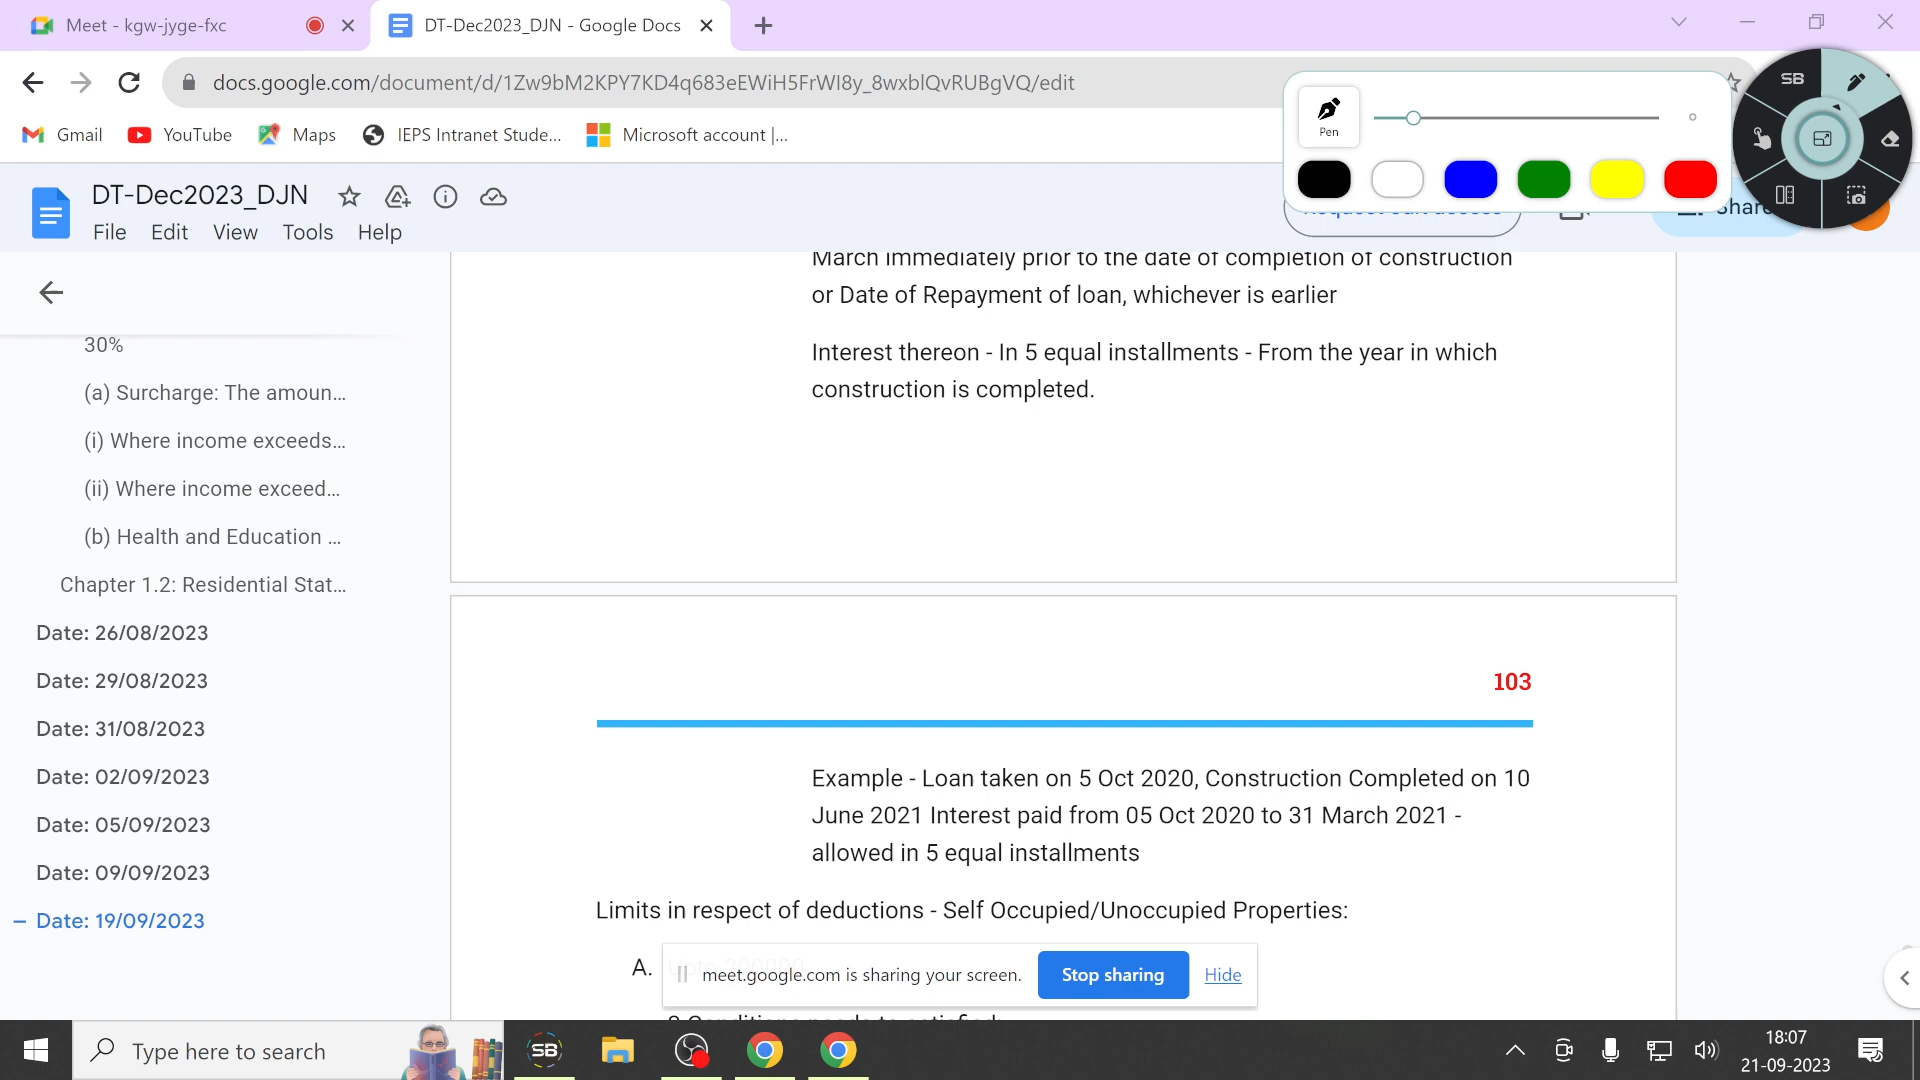 Meet - kgw-jyge-fxc
DT-Dec2023_DJN - Google Docs
docs.google.com/document/d/1Zw9bM2KPY7KD4q683eEWiH5FrWI8y_8wxblQvRUBgVQ/edit
Gmail
YouTube
Maps
IEPS Intranet Stude...
Microsoft account |...
Pen
SB
DT-Dec2023_DJN
File Edit View Tools Help
Share
30%
(a) Surcharge: The amoun...
(i) Where income exceeds...
(ii) Where income exceed...
(b) Health and Education ...
Chapter 1.2: Residential Stat...
Date: 26/08/2023
Date: 29/08/2023
Date: 31/08/2023
Date: 02/09/2023
Date: 05/09/2023
Date: 09/09/2023
Date: 19/09/2023
March immediately prior to the date of completion of construction
or Date of Repayment of loan, whichever is earlier
Interest thereon - In 5 equal installments - From the year in which
construction is completed.
103
Example - Loan taken on 5 Oct 2020, Construction Completed on 10
June 2021 Interest paid from 05 Oct 2020 to 31 March 2021 -
allowed in 5 equal installments
Limits in respect of deductions - Self Occupied/Unoccupied Properties:
A.
meet.google.com is sharing your screen.
Stop sharing
Hide
Type here to search
SB
18:07
21-09-2023